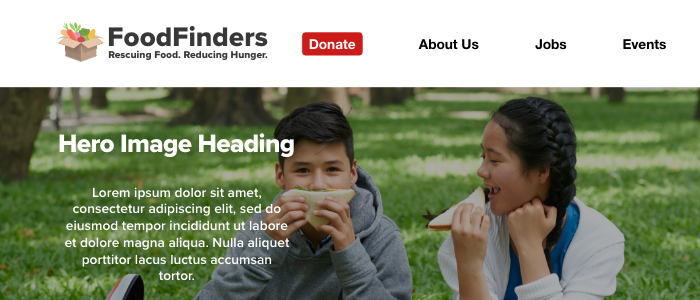 FoodFinders
Rescuing Food. Reducing Hunger.
Donate
About Us
Jobs
Events
Hero Image Heading
Lorem ipsum dolor sit amet,
consectetur adipiscing elit, sed do
eiusmod tempor incididunt ut labore
et dolore magna aliqua. Nulla aliquet
porttitor lacus luctus accumsan
tortor.